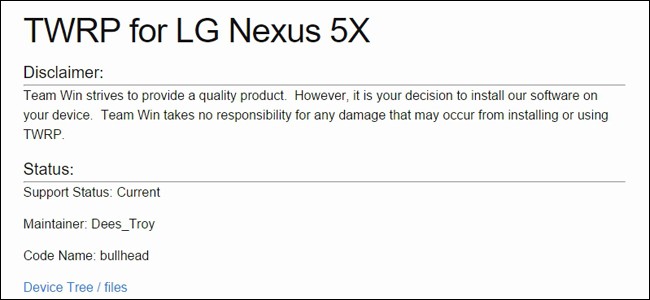 TWRP for LG Nexus 5X
Disclaimer:
Team Win strives to provide a quality product.  However, it is your decision to install our software on
your device.  Team Win takes no responsibility for any damage that may occur from installing or using
TWRP.
Status:
Support Status: Current
Maintainer: Dees_Troy
Code Name: bullhead
Device Tree / files